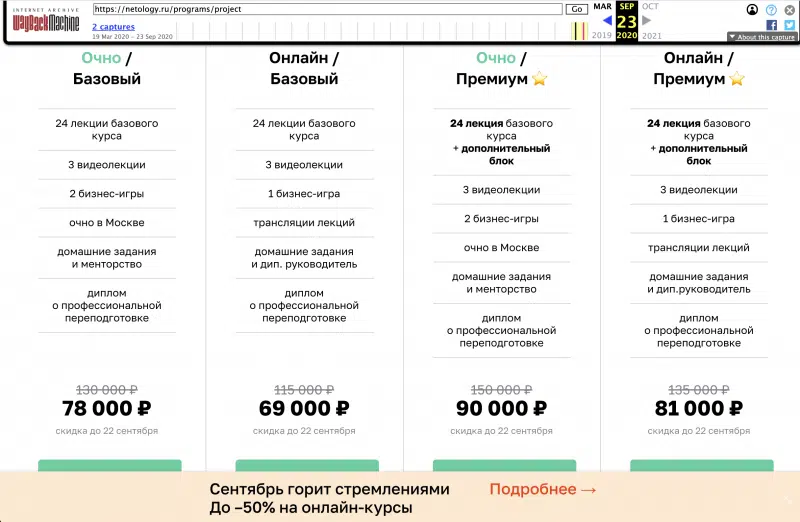 INTERNET ARCHIVE
WayBackMachine
https://netology.ru/programs/project
Go
2 captures
19 Mar 2020 – 23 Sep 2020
MAR
SEP
OCT
23
2019
2020
2021
About this capture
Очно /
Базовый
24 лекции базового
курса
3 видеолекции
2 бизнес-игры
очно в Москве
домашние задания
и менторство
диплом
о профессиональной
переподготовке
130 000 ₽
78 000 ₽
скидка до 22 сентября
Онлайн /
Базовый
24 лекции базового
курса
3 видеолекции
1 бизнес-игра
трансляции лекций
домашние задания
и дип. руководитель
диплом
о профессиональной
переподготовке
115 000 ₽
69 000 ₽
скидка до 22 сентября
Очно /
Премиум
24 лекция базового
курса
+ дополнительный
блок
3 видеолекции
2 бизнес-игры
очно в Москве
домашние задания
и менторство
диплом
о профессиональной
переподготовке
150 000 ₽
90 000 ₽
скидка до 22 сентября
Онлайн /
Премиум
24 лекция базового
курса
+ дополнительный
блок
3 видеолекции
1 бизнес-игра
трансляции лекций
домашние задания
и дип.руководитель
диплом
о профессиональной
переподготовке
135 000 ₽
81 000 ₽
скидка до 22 сентября
Сентябрь горит стремлениями
До –50% на онлайн-курсы
Подробнее →